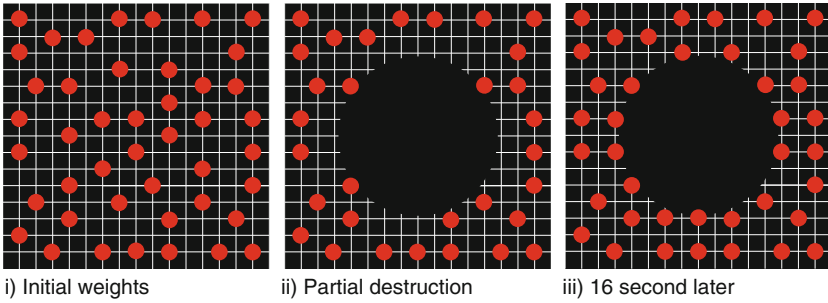 i) Initial weights
ii) Partial destruction
iii) 16 second later